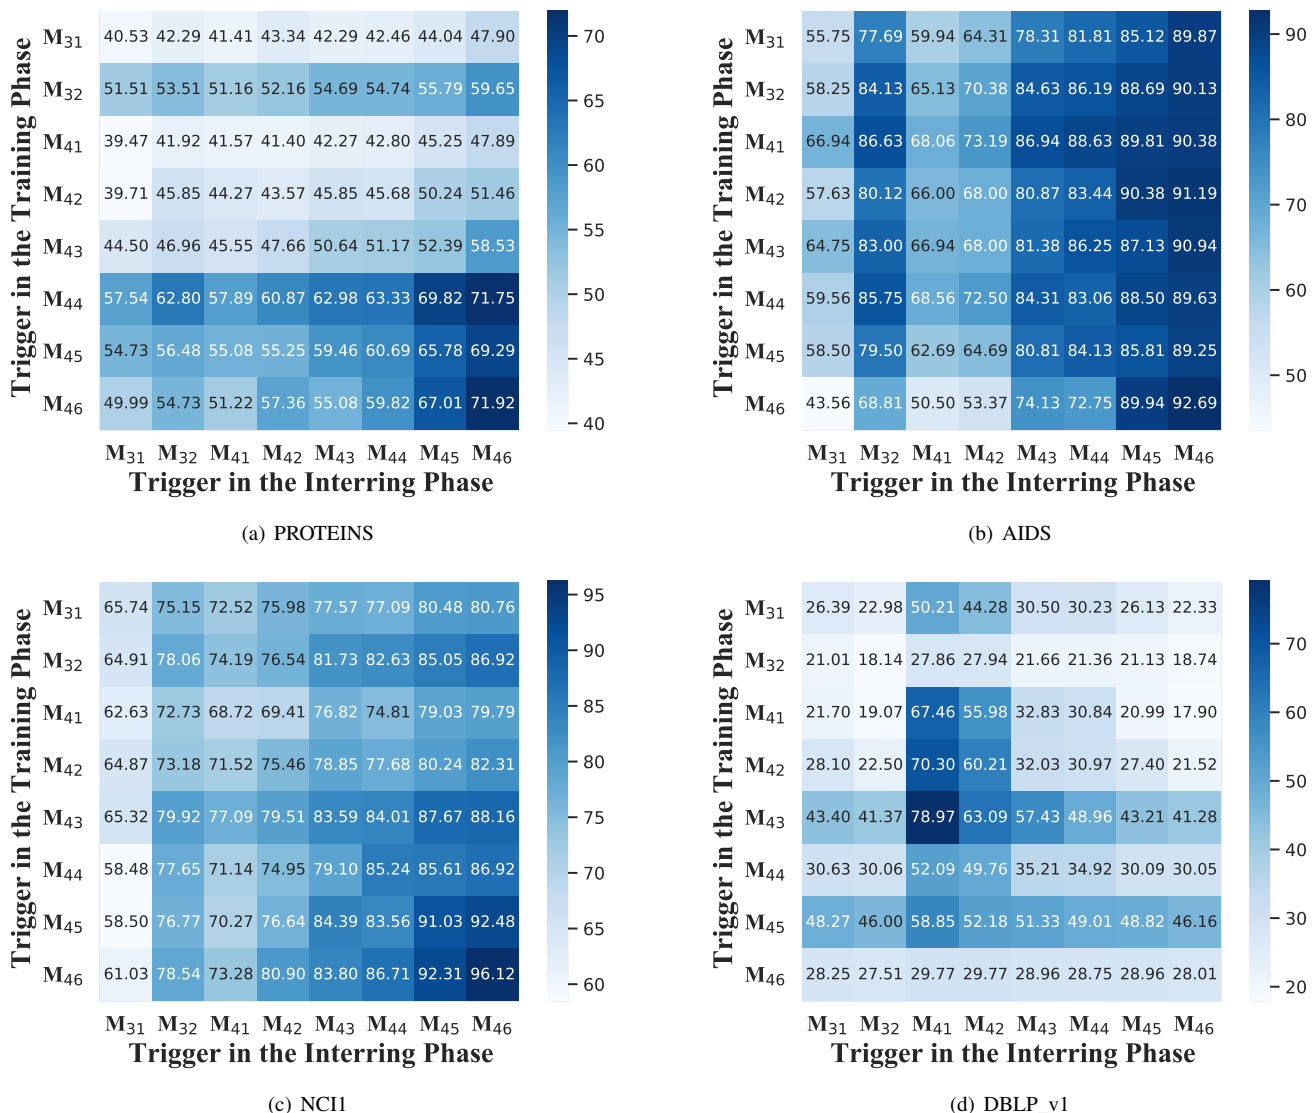 Trigger in the Training Phase
M31 40.53 42.29 41.41 43.34 42.29 42.46 44.04 47.90
M32 51.51 53.51 51.16 52.16 54.69 54.74 55.79 59.65
M41 39.47 41.92 41.57 41.40 42.27 42.80 45.25 47.89
M42 39.71 45.85 44.27 43.57 45.85 45.68 50.24 51.46
M43 44.50 46.96 45.55 47.66 50.64 51.17 52.39 58.53
M44 57.54 62.80 57.89 60.87 62.98 63.33 69.82 71.75
M45 54.73 56.48 55.08 55.25 59.46 60.69 65.78 69.29
M46 49.99 54.73 51.22 57.36 55.08 59.82 67.01 71.92
M31 M32 M41 M42 M43 M44 M45 M46
Trigger in the Interring Phase
70
65
60
55
50
45
40
(a) PROTEINS
Trigger in the Training Phase
M31 55.75 77.69 59.94 64.31 78.31 81.81 85.12 89.87
M32 58.25 84.13 65.13 70.38 84.63 86.19 88.69 90.13
M41 66.94 86.63 68.06 73.19 86.94 88.63 89.81 90.38
M42 57.63 80.12 66.00 68.00 80.87 83.44 90.38 91.19
M43 64.75 83.00 66.94 68.00 81.38 86.25 87.13 90.94
M44 59.56 85.75 68.56 72.50 84.31 83.06 88.50 89.63
M45 58.50 79.50 62.69 64.69 80.81 84.13 85.81 89.25
M46 43.56 68.81 50.50 53.37 74.13 72.75 89.94 92.69
M31 M32 M41 M42 M43 M44 M45 M46
Trigger in the Interring Phase
90
80
70
60
50
(b) AIDS
Trigger in the Training Phase
M31 65.74 75.15 72.52 75.98 77.57 77.09 80.48 80.76
M32 64.91 78.06 74.19 76.54 81.73 82.63 85.05 86.92
M41 62.63 72.73 68.72 69.41 76.82 74.81 79.03 79.79
M42 64.87 73.18 71.52 75.46 78.85 77.68 80.24 82.31
M43 65.32 79.92 77.09 79.51 83.59 84.01 87.67 88.16
M44 58.48 77.65 71.14 74.95 79.10 85.24 85.61 86.92
M45 58.50 76.77 70.27 76.64 84.39 83.56 91.03 92.48
M46 61.03 78.54 73.28 80.90 83.80 86.71 92.31 96.12
M31 M32 M41 M42 M43 M44 M45 M46
Trigger in the Interring Phase
95
90
85
80
75
70
65
60
(c) NCI1
Trigger in the Training Phase
M31 26.39 22.98 50.21 44.28 30.50 30.23 26.13 22.33
M32 21.01 18.14 27.86 27.94 21.66 21.36 21.13 18.74
M41 21.70 19.07 67.46 55.98 32.83 30.84 20.99 17.90
M42 28.10 22.50 70.30 60.21 32.03 30.97 27.40 21.52
M43 43.40 41.37 78.97 63.09 57.43 48.96 43.21 41.28
M44 30.63 30.06 52.09 49.76 35.21 34.92 30.09 30.05
M45 48.27 46.00 58.85 52.18 51.33 49.01 48.82 46.16
M46 28.25 27.51 29.77 29.77 28.96 28.75 28.96 28.01
M31 M32 M41 M42 M43 M44 M45 M46
Trigger in the Interring Phase
70
60
50
40
30
20
(d) DBLP_v1